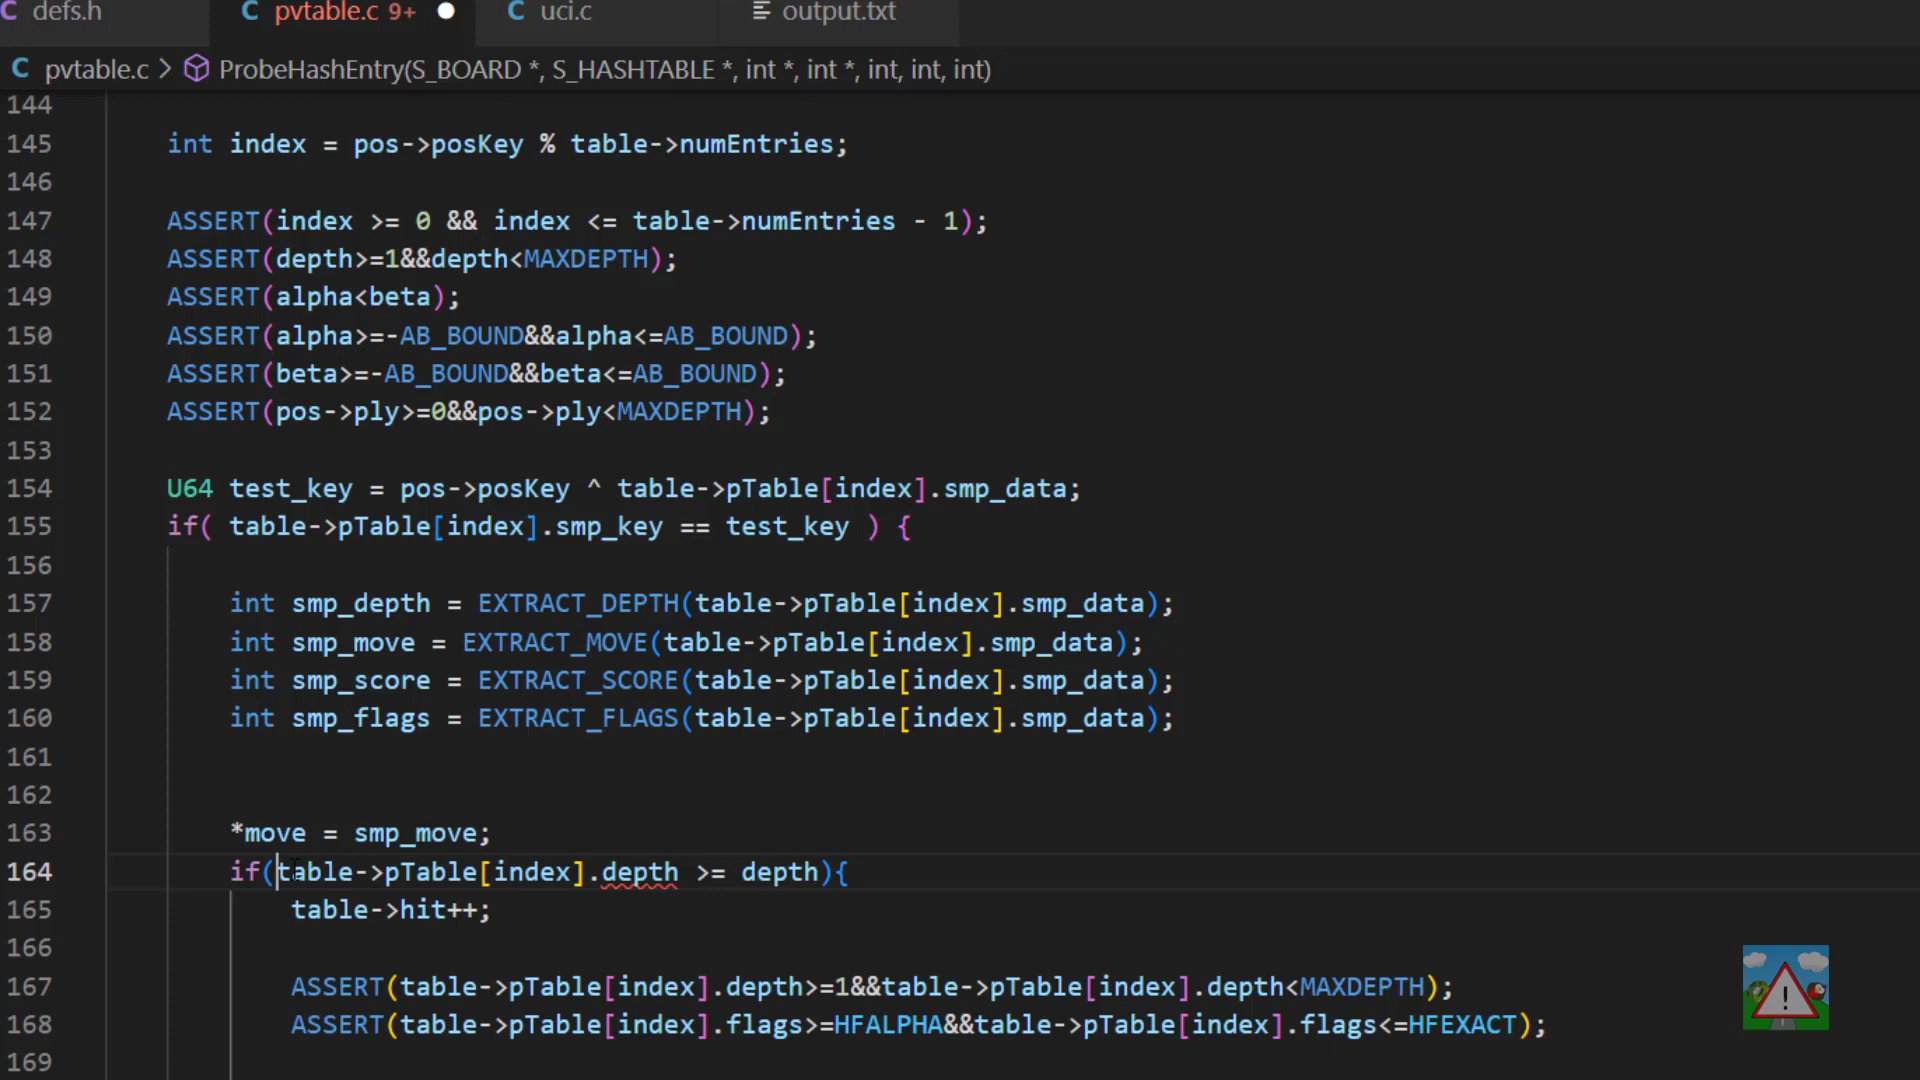 defs.h
pvtable.c 9+
uci.c
output.txt
C pvtable.c > ProbeHashEntry(S_BOARD *, S_HASHTABLE *, int *, int *, int, int, int)
144
145 int index = pos->posKey % table->numEntries;
146
147 ASSERT(index >= 0 && index <= table->numEntries - 1);
148 ASSERT(depth>=1&&depth<MAXDEPTH);
149 ASSERT(alpha<beta);
150 ASSERT(alpha>=-AB_BOUND&&alpha<=AB_BOUND);
151 ASSERT(beta>=-AB_BOUND&&beta<=AB_BOUND);
152 ASSERT(pos->ply>=0&&pos->ply<MAXDEPTH);
153
154 U64 test_key = pos->posKey ^ table->pTable[index].smp_data;
155 if( table->pTable[index].smp_key == test_key ) {
156
157 int smp_depth = EXTRACT_DEPTH(table->pTable[index].smp_data);
158 int smp_move = EXTRACT_MOVE(table->pTable[index].smp_data);
159 int smp_score = EXTRACT_SCORE(table->pTable[index].smp_data);
160 int smp_flags = EXTRACT_FLAGS(table->pTable[index].smp_data);
161
162
163 *move = smp_move;
164 if(table->pTable[index].depth >= depth){
165 table->hit++;
166
167 ASSERT(table->pTable[index].depth>=1&&table->pTable[index].depth<MAXDEPTH);
168 ASSERT(table->pTable[index].flags>=HFALPHA&&table->pTable[index].flags<=HFEXACT);
169